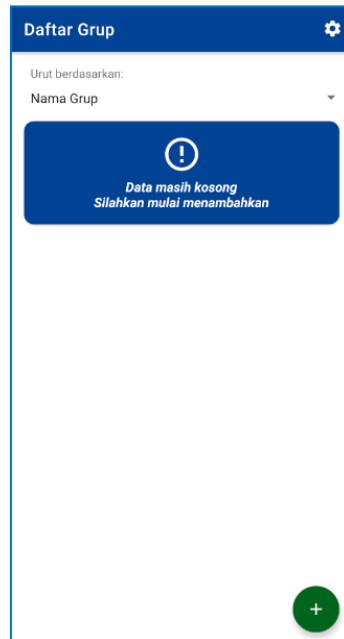 Daftar Grup
Urut berdasarkan:
Nama Grup
Data masih kosong
Silahkan mulai menambahkan
+